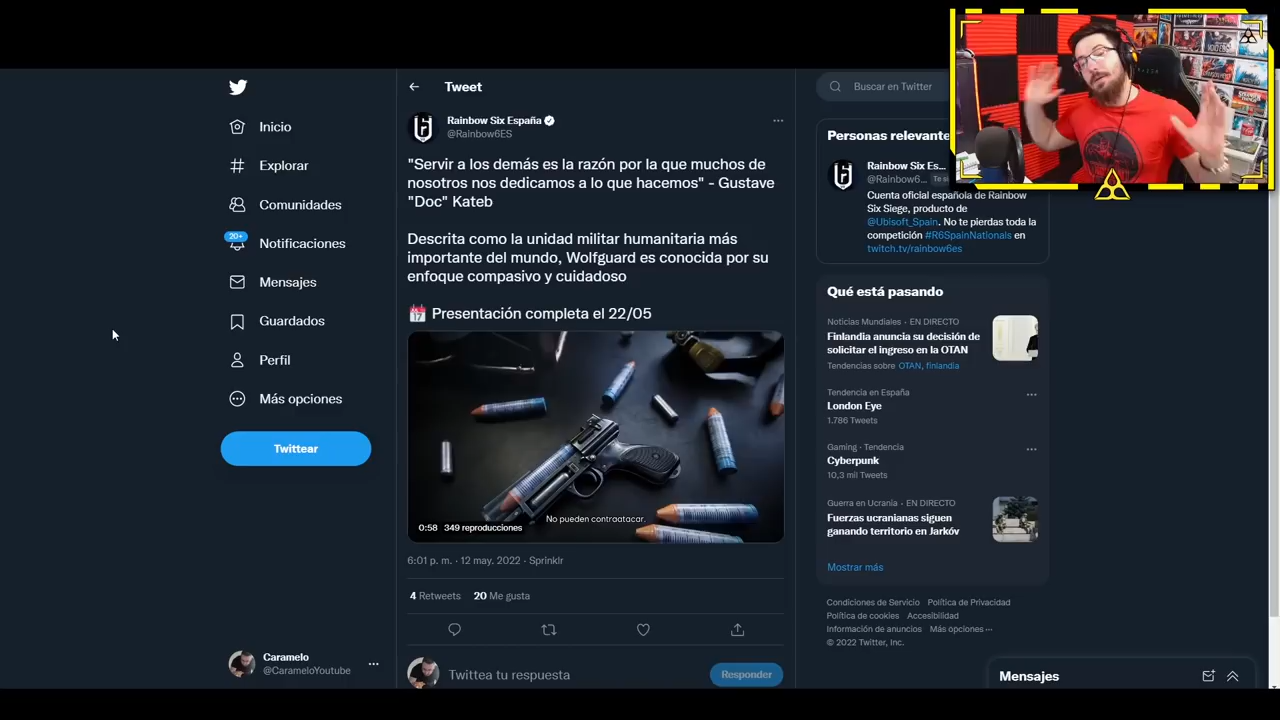 Inicio
Explorar
Comunidades
20+
Notificaciones
Mensajes
Guardados
Perfil
Más opciones
Twittear
Caramelo
@CarameloYoutube
Tweet
Rainbow Six España
@Rainbow6ES
"Servir a los demás es la razón por la que muchos de
nosotros nos dedicamos a lo que hacemos" - Gustave
"Doc" Kateb
Descrita como la unidad militar humanitaria más
importante del mundo, Wolfguard es conocida por su
enfoque compasivo y cuidadoso
Presentación completa el 22/05
No pueden contraatacar.
0:58 349 reproducciones
6:01 p. m. · 12 may. 2022 · Sprinklr
4 Retweets 20 Me gusta
Twittea tu respuesta
Responder
Buscar en Twitter
Personas relevante
Rainbow Six Es...
@Rainbow6...
Cuenta oficial española de Rainbow
Six Siege, producto de
@Ubisoft_Spain. No te pierdas toda la
competición #R6SpainNationals en
twitch.tv/rainbow6es
Qué está pasando
Noticias Mundiales · EN DIRECTO
Finlandia anuncia su decisión de
solicitar el ingreso en la OTAN
Tendencias sobre OTAN, finlandia
Tendencia en España
London Eye
1.786 Tweets
Gaming · Tendencia
Cyberpunk
10,3 mil Tweets
Guerra en Ucrania · EN DIRECTO
Fuerzas ucranianas siguen
ganando territorio en Jarkóv
Mostrar más
Condiciones de Servicio Política de Privacidad
Política de cookies Accesibilidad
Información de anuncios Más opciones ···
© 2022 Twitter, Inc.
Mensajes